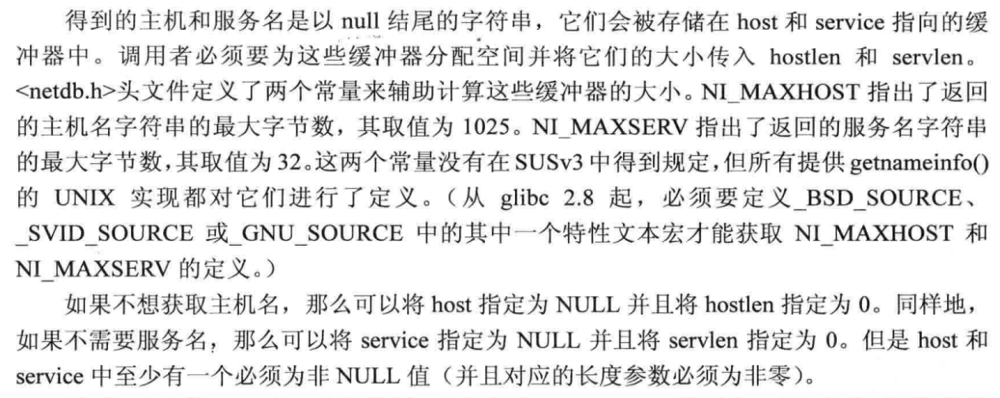 得到的主机和服务名是以 null 结尾的字符串，它们会被存储在 host 和 service 指向的缓
冲器中。调用者必须要为这些缓冲器分配空间并将它们的大小传入 hostlen 和 servlen。
<netdb.h>头文件定义了两个常量来辅助计算这些缓冲器的大小。NI_MAXHOST 指出了返回
的主机名字符串的最大字节数，其取值为 1025。NI_MAXSERV 指出了返回的服务名字符串
的最大字节数，其取值为 32。这两个常量没有在 SUSv3 中得到规定，但所有提供 getnameinfo()
的 UNIX 实现都对它们进行了定义。（从 glibc 2.8 起，必须要定义_BSD_SOURCE、
_SVID_SOURCE 或_GNU_SOURCE 中的其中一个特性文本宏才能获取 NI_MAXHOST 和
NI_MAXSERV 的定义。）
如果不想获取主机名，那么可以将 host 指定为 NULL 并且将 hostlen 指定为 0。同样地，
如果不需要服务名，那么可以将 service 指定为 NULL 并且将 servlen 指定为 0。但是 host 和
service 中至少有一个必须为非 NULL 值（并且对应的长度参数必须为非零）。